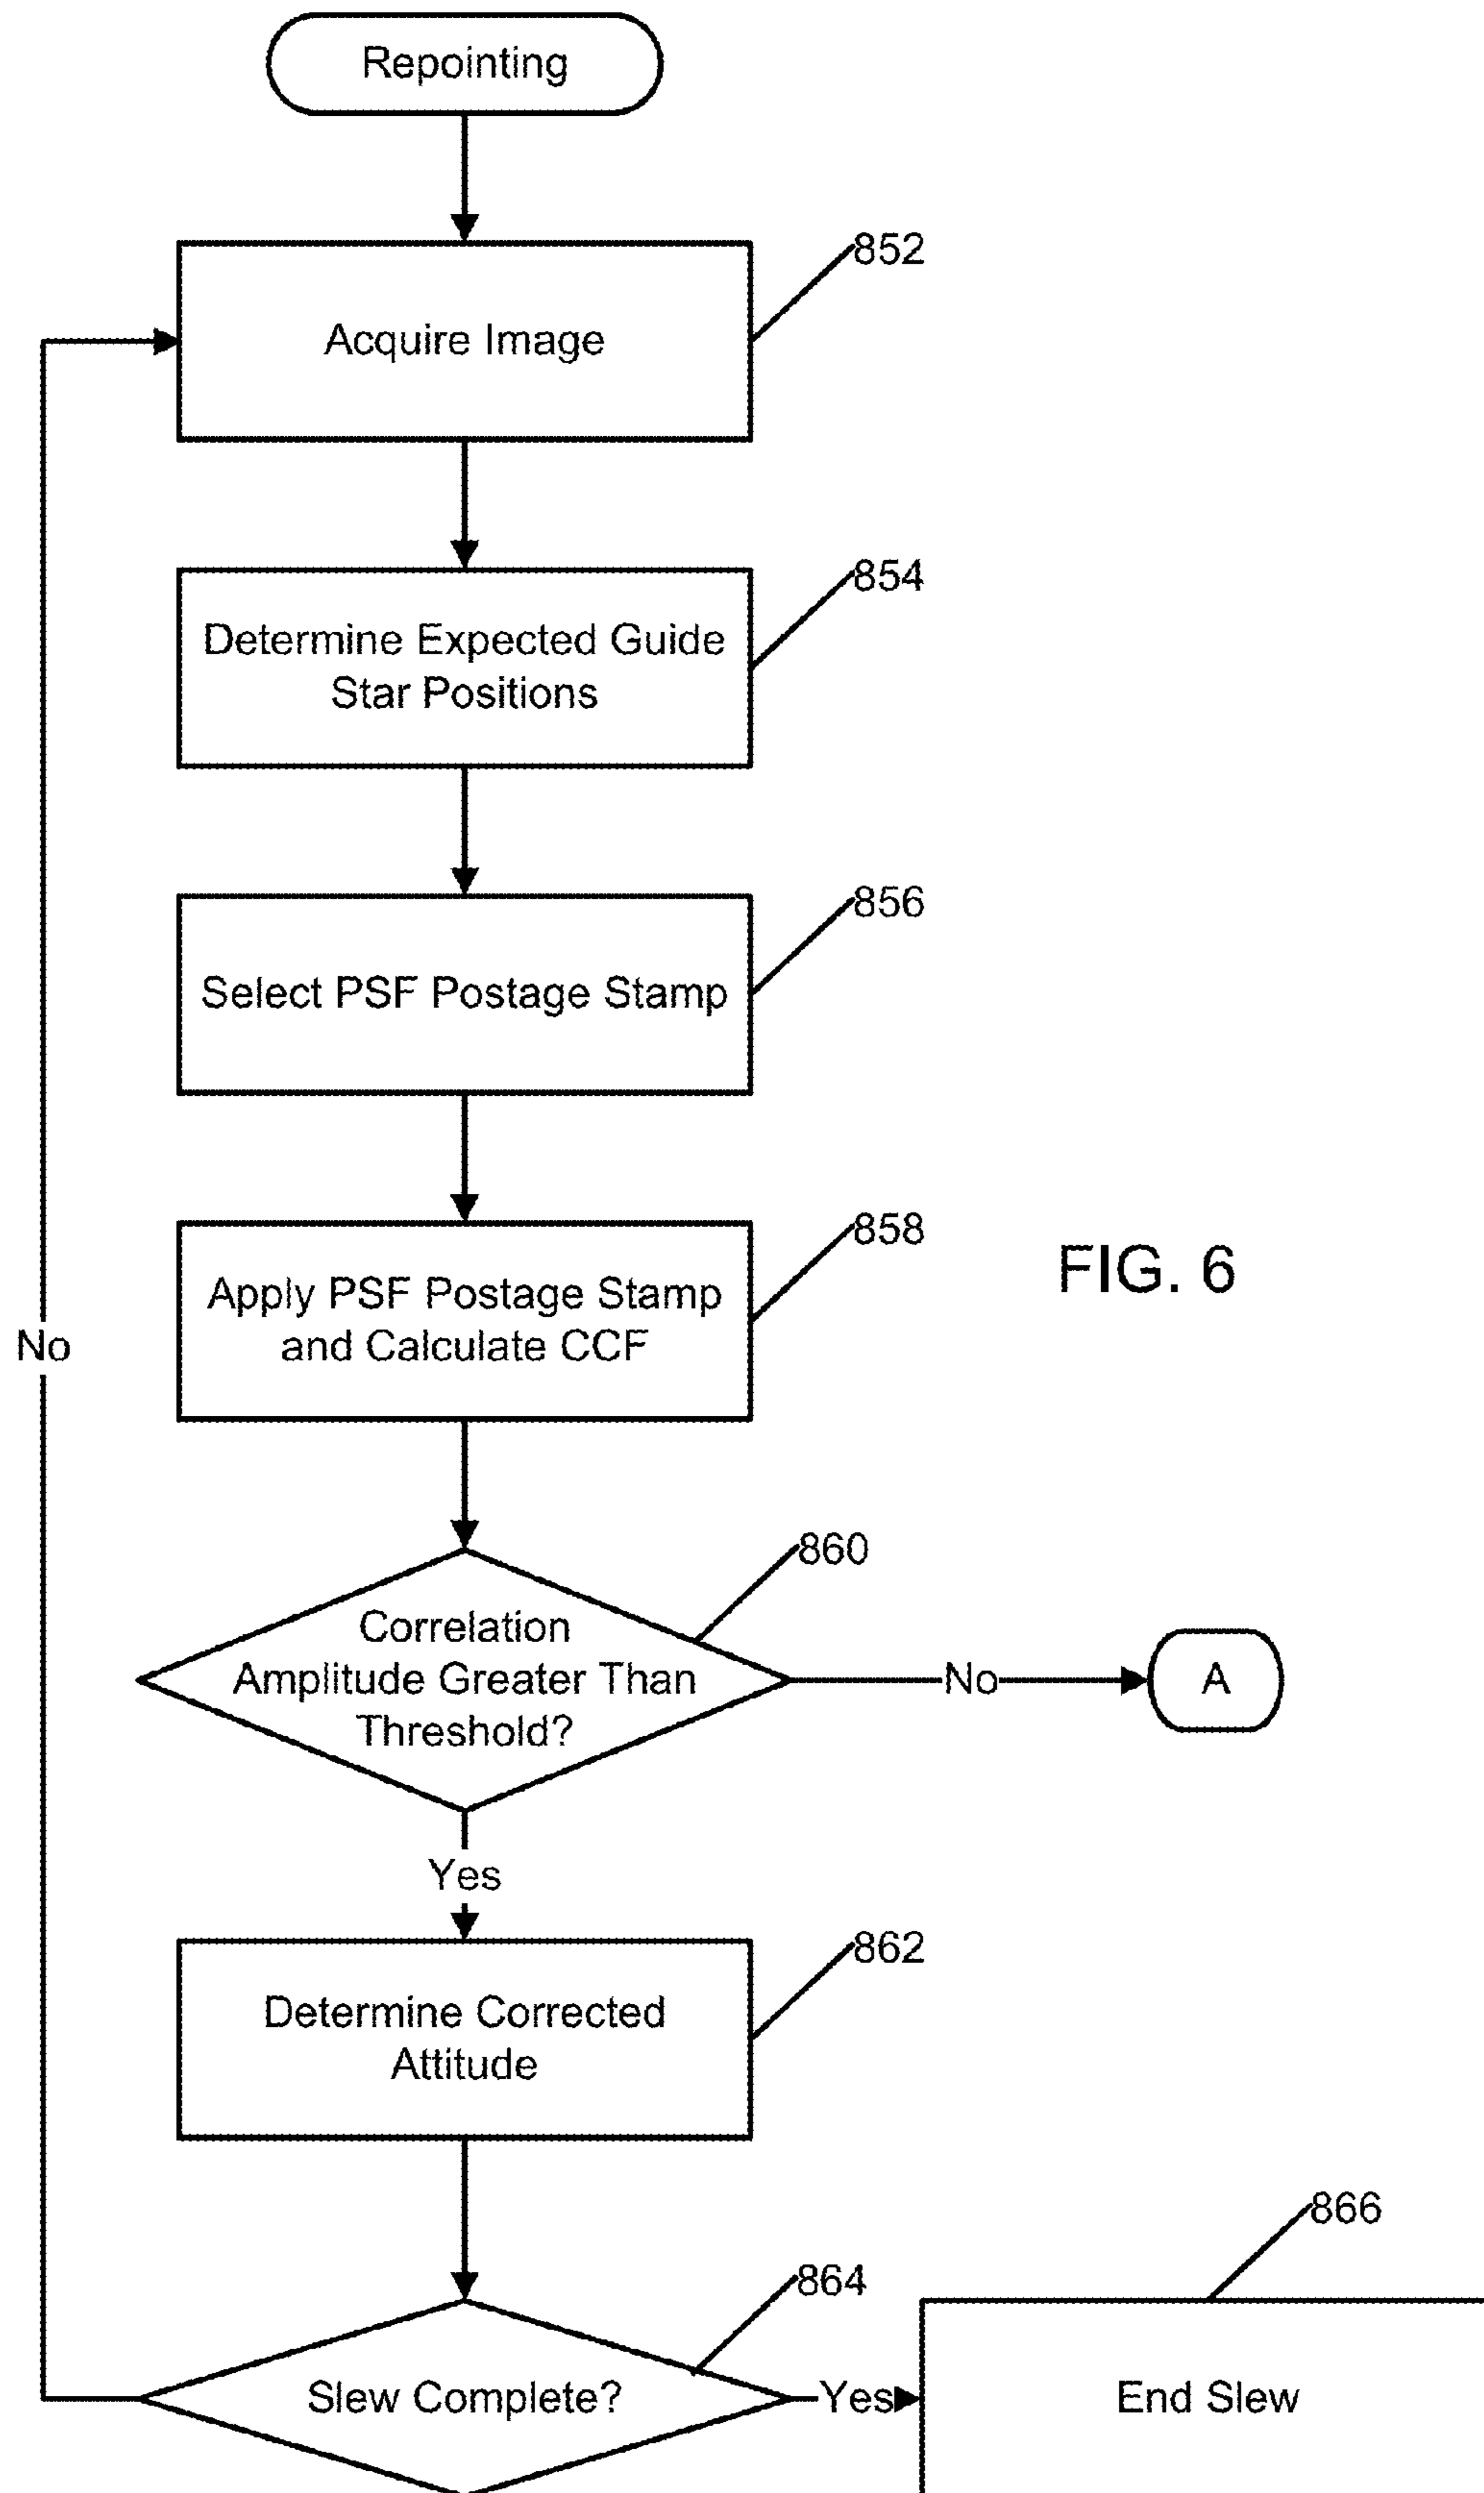 Repointing
852
Acquire Image
854
Determine Expected Guide
Star Positions
856
Select PSF Postage Stamp
858
Apply PSF Postage Stamp
and Calculate CCF
FIG. 6
No
860
Correlation
Amplitude Greater Than
Threshold?
No
A
Yes
862
Determine Corrected
Attitude
866
864
Slew Complete?
Yes
End Slew